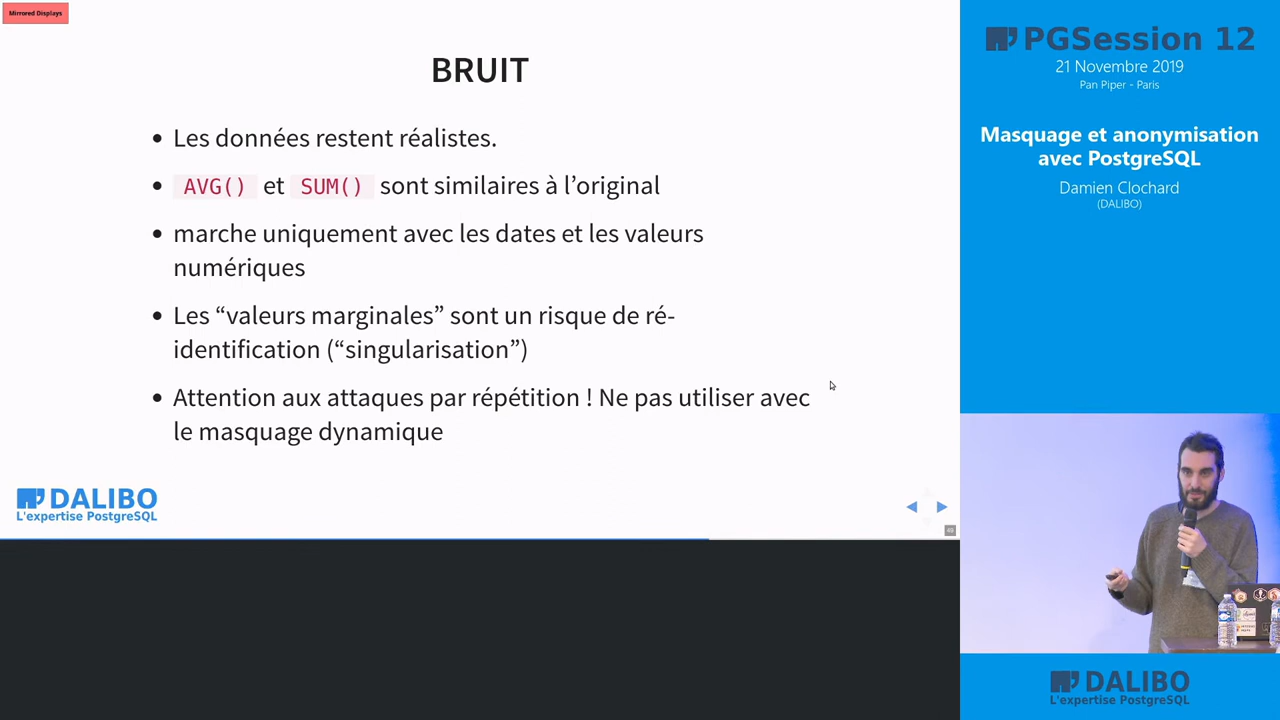 Mirrored Displays
BRUIT
• Les données restent réalistes.
• AVG() et SUM() sont similaires à l’original
• marche uniquement avec les dates et les valeurs
numériques
• Les “valeurs marginales” sont un risque de ré-
identification (“singularisation”)
• Attention aux attaques par répétition ! Ne pas utiliser avec
le masquage dynamique
DALIBO
L'expertise PostgreSQL
PGSession 12
21 Novembre 2019
Pan Piper - Paris
Masquage et anonymisation
avec PostgreSQL
Damien Clochard
(DALIBO)
DALIBO
L'expertise PostgreSQL